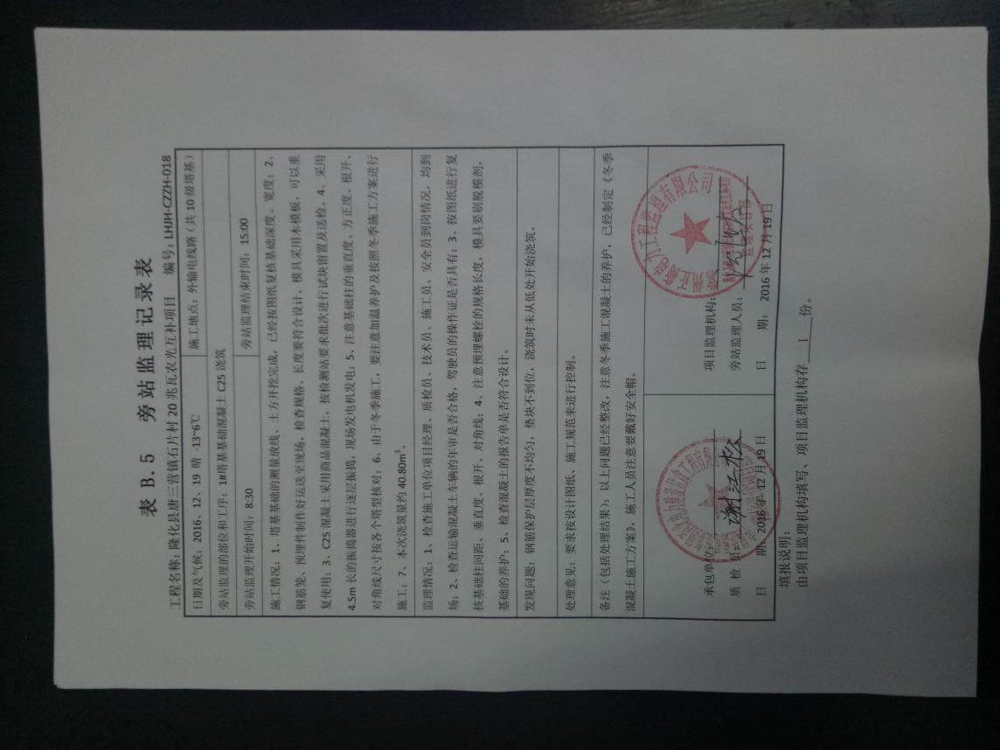 表 B.5 旁站监理记录表
工程名称：隆化县唐三营镇石片村20兆瓦农光互补项目 编号：LHJH-CZZH-018
日期及气候：2016、12、19 晴 -13~6℃ 施工地点：外输电线路（共10级塔基）
旁站监理的部位和工序：1#塔基基础混凝土C25浇筑
旁站监理开始时间：8:30 旁站监理结束时间：15:00
施工情况：1、塔基基础的测量放线、土方开挖完成，已经按图纸复核基础深度、宽度；2、
钢筋笼、预埋件制作好运送至现场，检查规格、长度要符合设计，模具采用木模板，可以重
复使用；3、C25混凝土采用商品混凝土，按检测站要求批次进行试块留置及送检。4、采用
4.5m长的振捣器进行逐层振捣，现场发电机发电；5、注意基础柱的垂直度，方正度、根开、
对角线尺寸按各个塔型核对；6、由于冬季施工，要注意加温养护及按照冬季施工方案进行
施工；7、本次浇筑量约40.80m³。
监理情况：1、检查施工单位项目经理、质检员、技术员、施工员、安全员到岗情况，均到
场；2、检查运输混凝土车辆的年审是否合格，驾驶员的操作证是否具有；3、按图纸进行复
核基础柱间距、垂直度、根开、对角线；4、注意预埋螺栓的规格长度，模具要刷脱模剂，
基础的养护；5、检查混凝土的报告单是否符合设计。
发现问题：钢筋保护层厚度不均匀，垫块不到位，浇筑时未从低处开始浇筑。
处理意见：要求按设计图纸、施工规范来进行控制。
备注（包括处理结果）：以上问题已经整改，注意冬季施工混凝土的养护，已经制定《冬季
混凝土施工方案》，施工人员注意要戴好安全帽。
承包单位： 项目监理机构：
质 检 员：谢江松 旁站监理人员：
日 期：2016年12月19日 日 期：2016年12月19日
电力工程监理有限公司
填报说明：
由项目监理机构填写，项目监理机构存 1 份。